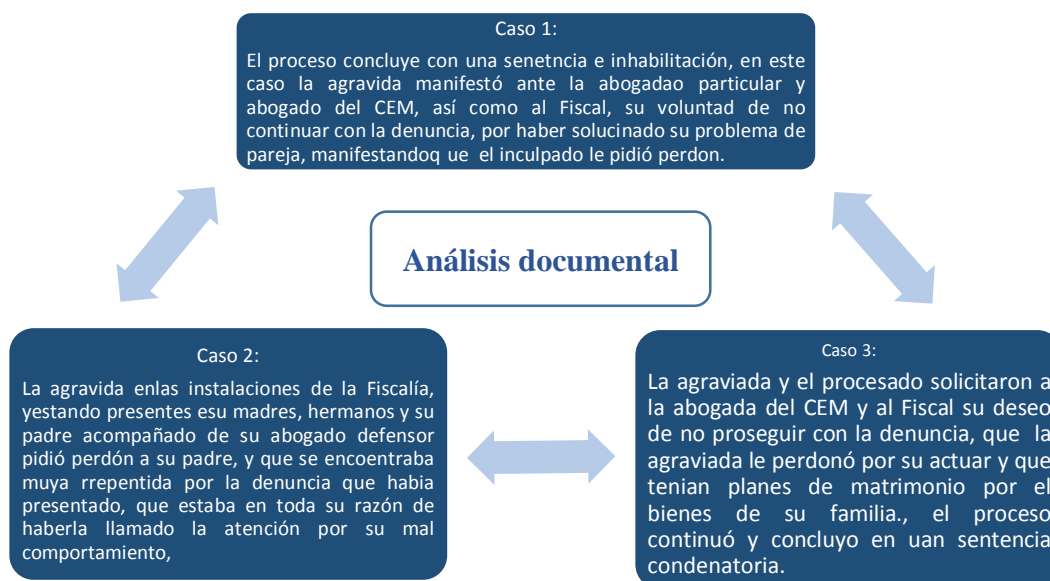 Caso 1:
El proceso concluye con una senetncia e inhabilitación, en este
caso la agravida manifestó ante la abogadao particular y
abogado del CEM, así como al Fiscal, su voluntad de no
continuar con la denuncia, por haber solucinado su problema de
pareja, manifestandoq ue el inculpado le pidió perdon.
Análisis documental
Caso 2:
La agravida enlas instalaciones de la Fiscalía,
yestando presentes esu madres, hermanos y su
padre acompañado de su abogado defensor
pidió perdón a su padre, y que se encoentraba
muya rrepentida por la denuncia que habia
presentado, que estaba en toda su razón de
haberla llamado la atención por su mal
comportamiento,
Caso 3:
La agraviada y el procesado solicitaron a
la abogada del CEM y al Fiscal su deseo
de no proseguir con la denuncia, que la
agraviada le perdonó por su actuar y que
tenian planes de matrimonio por el
bienes de su familia., el proceso
continuó y concluyo en uan sentencia
condenatoria.